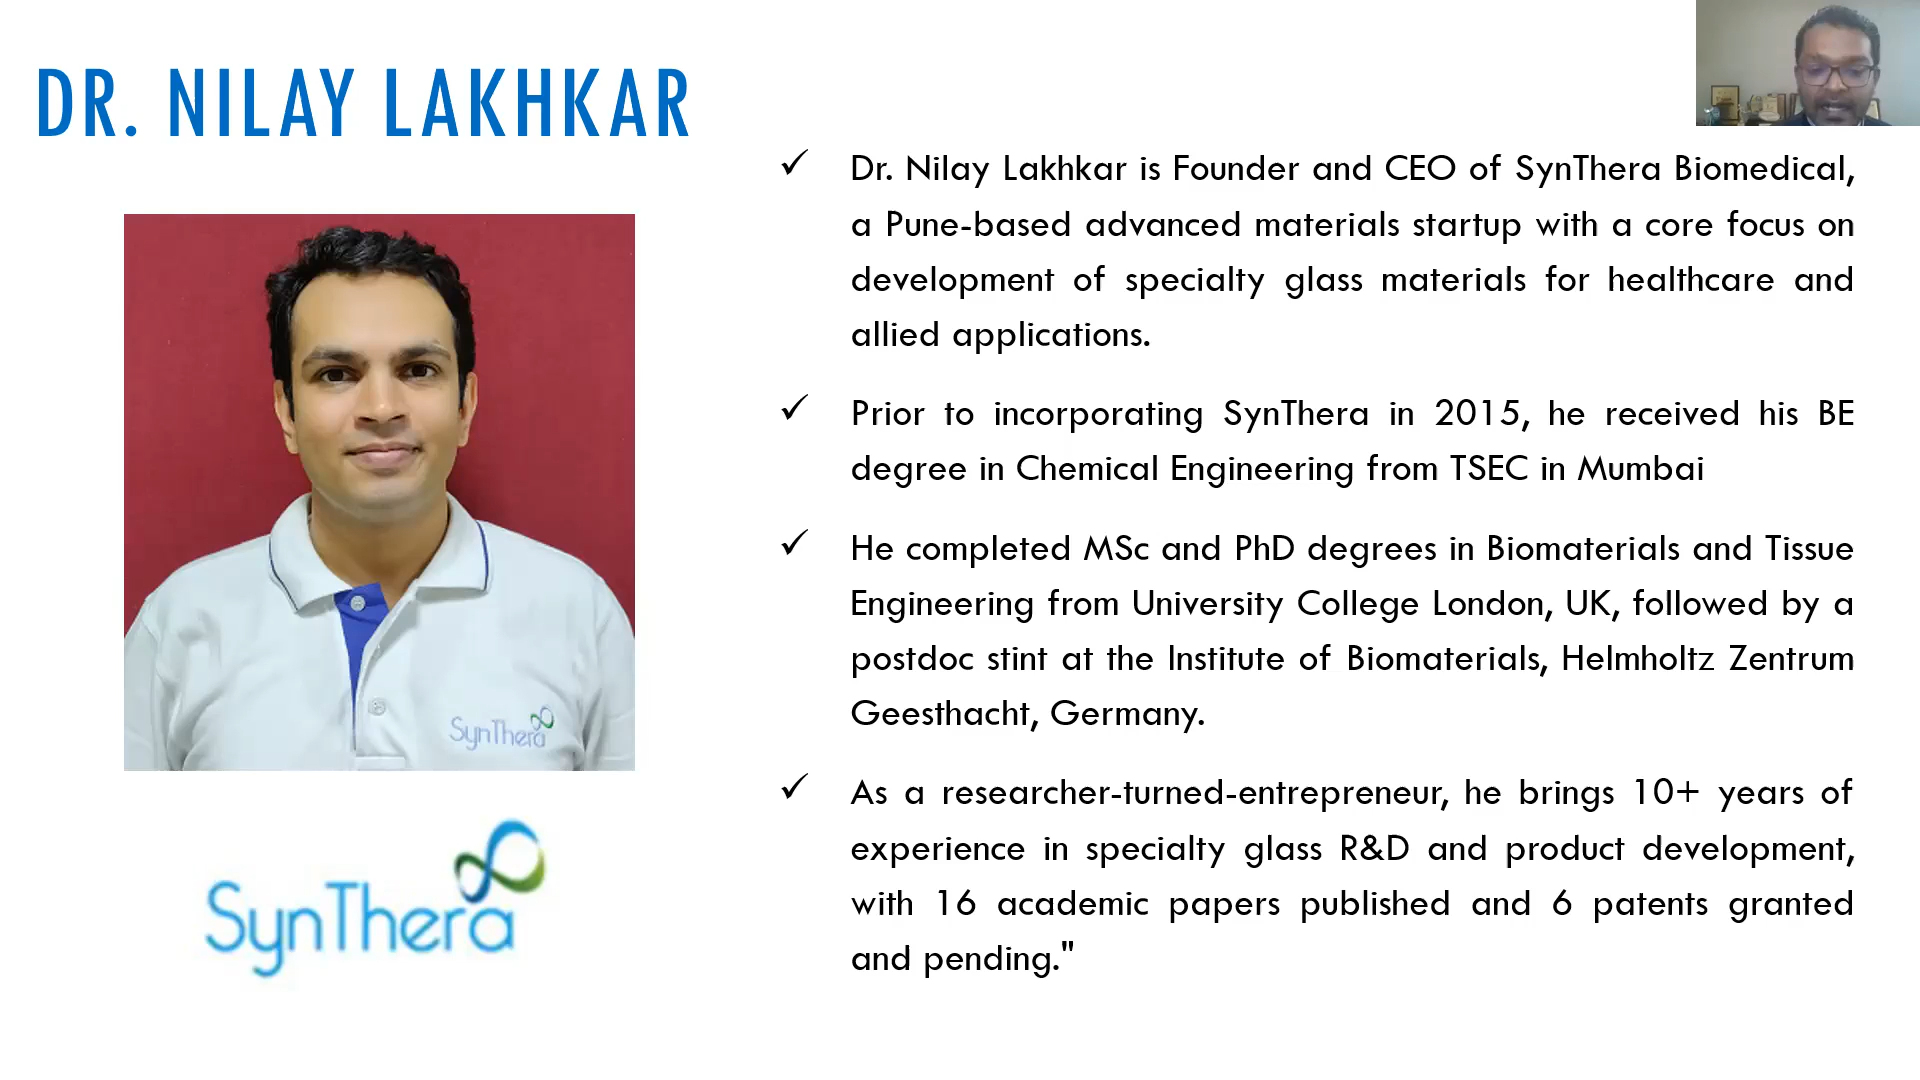 DR. NILAY LAKHKAR
Dr. Nilay Lakhkar is Founder and CEO of SynThera Biomedical,
a Pune-based advanced materials startup with a core focus on
development of specialty glass materials for healthcare and
allied applications.
Prior to incorporating SynThera in 2015, he received his BE
degree in Chemical Engineering from TSEC in Mumbai
He completed MSc and PhD degrees in Biomaterials and Tissue
Engineering from University College London, UK, followed by a
postdoc stint at the Institute of Biomaterials, Helmholtz Zentrum
Geesthacht, Germany.
As a researcher-turned-entrepreneur, he brings 10+ years of
experience in specialty glass R&D and product development,
with 16 academic papers published and 6 patents granted
and pending."
SynThera
SynThera